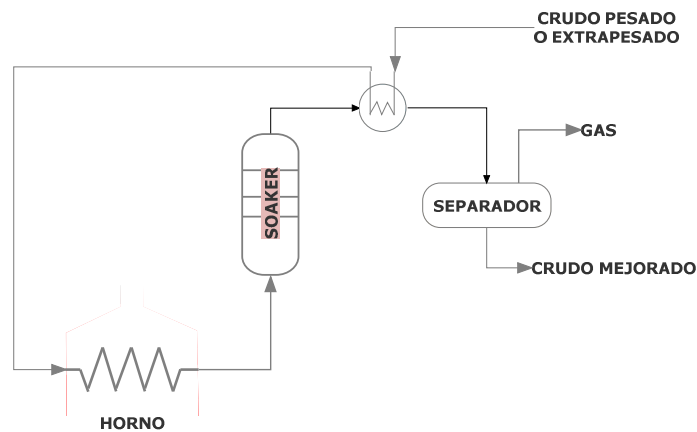 CRUDO PESADO
O EXTRAPESADO
GAS
SOAKER
SEPARADOR
CRUDO MEJORADO
HORNO